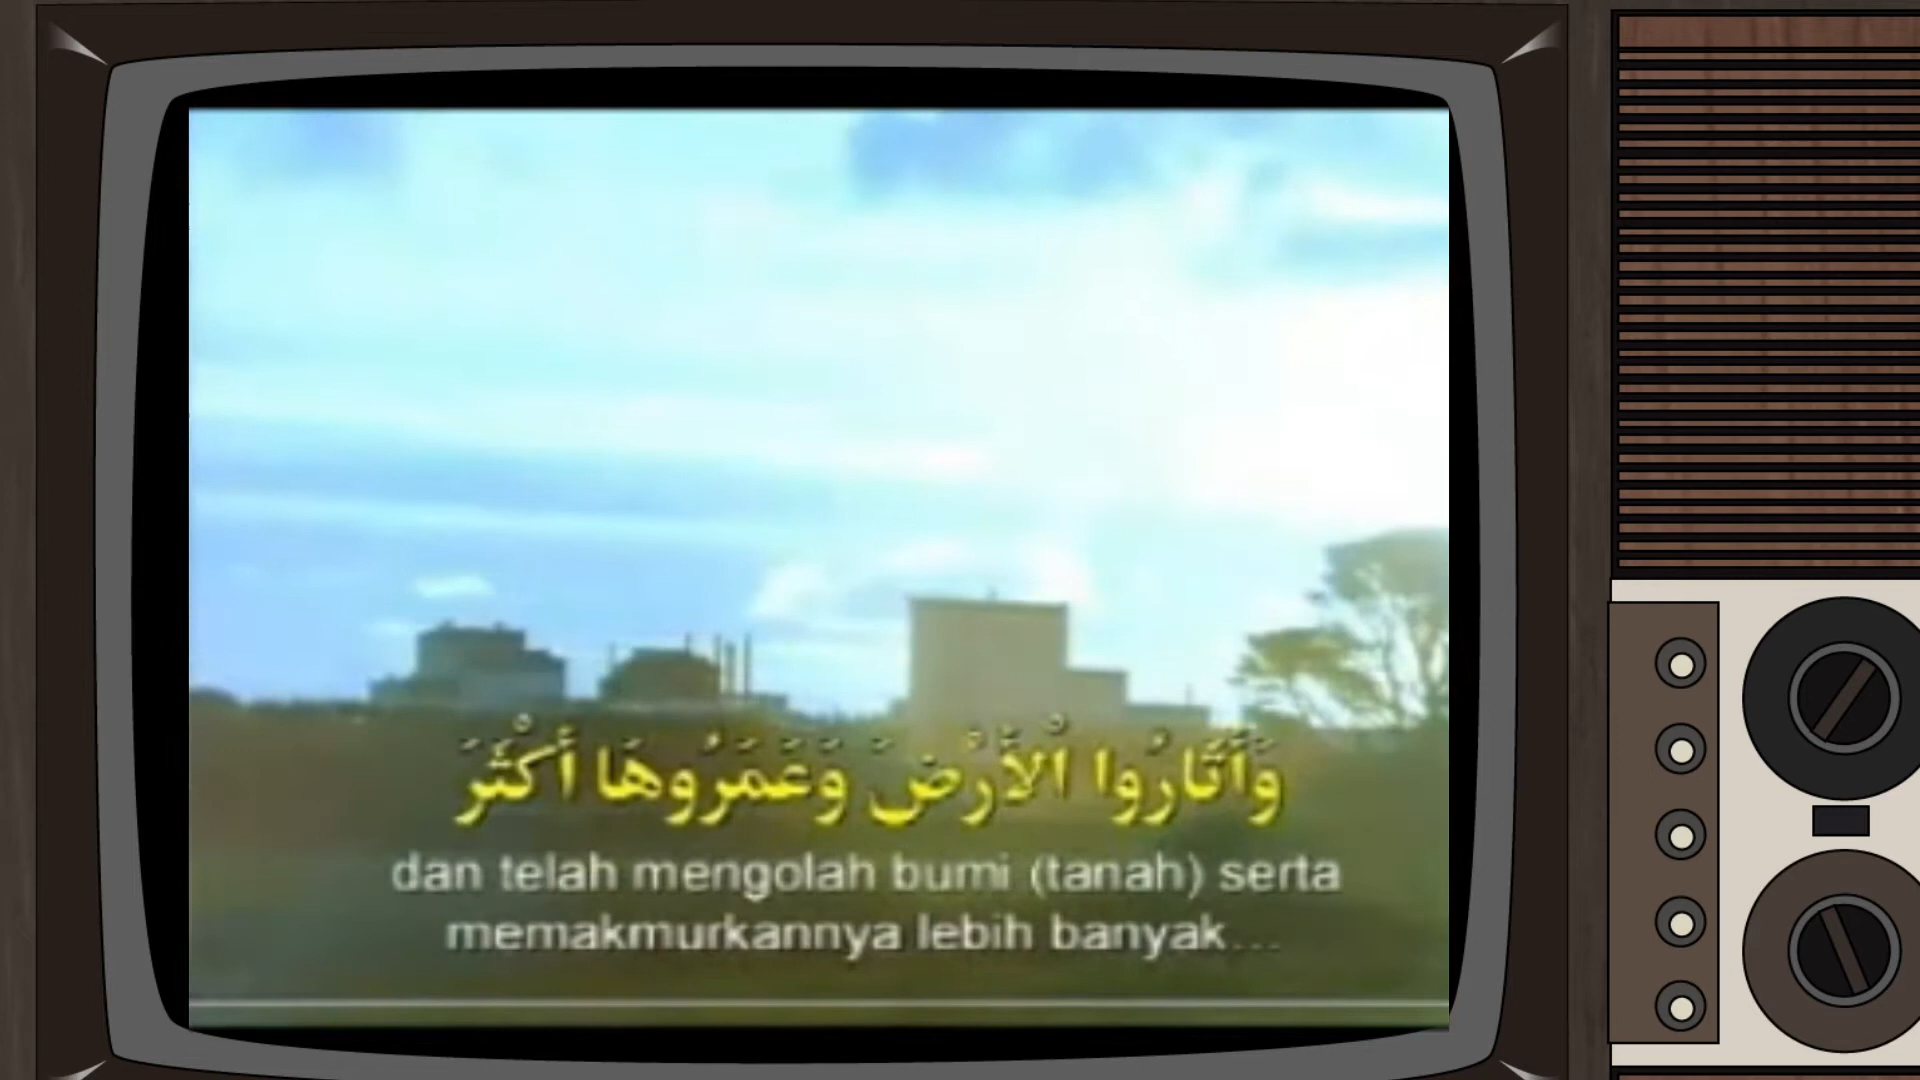 وَأَثَارُوا الْأَرْضَ وَعَمَرُوهَا أَكْثَرَ
dan telah mengolah bumi (tanah) serta
memakmurkannya lebih banyak...